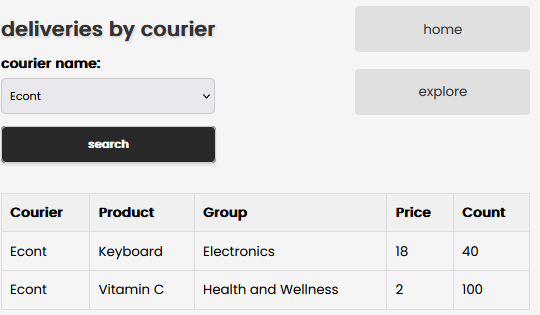 deliveries by courier
home
courier name:
Econt
explore
search
Courier Product Group Price Count
Econt Keyboard Electronics 18 40
Econt Vitamin C Health and Wellness 2 100